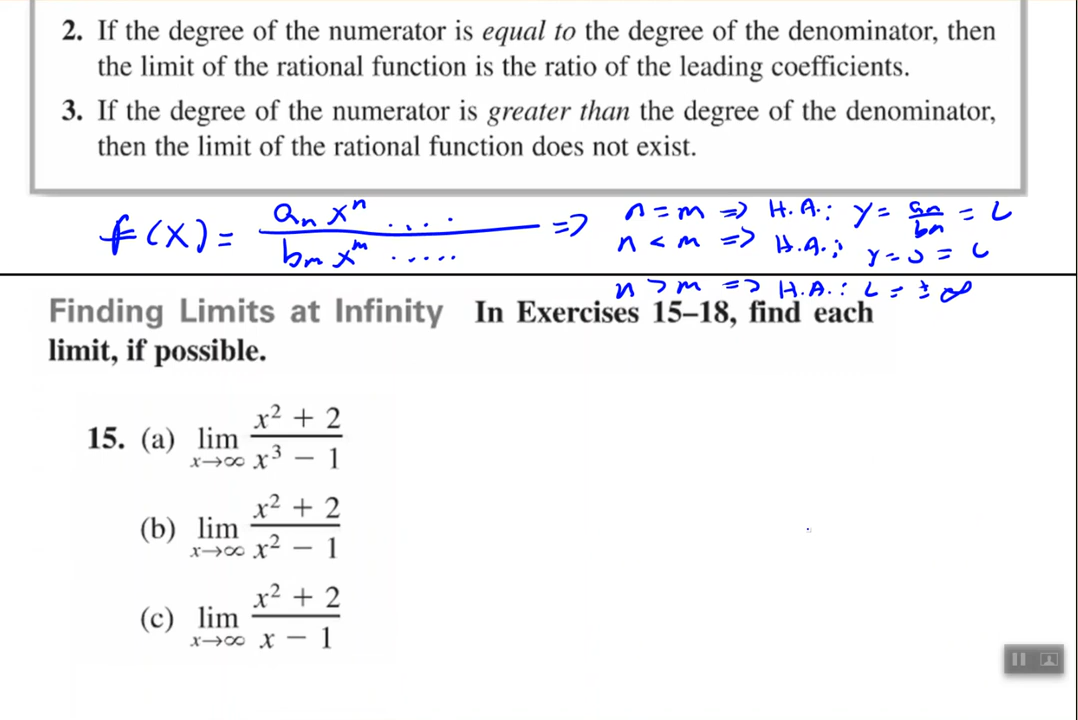 2. If the degree of the numerator is equal to the degree of the denominator, then
the limit of the rational function is the ratio of the leading coefficients.
3. If the degree of the numerator is greater than the degree of the denominator,
then the limit of the rational function does not exist.
f(x) = (aₙ xⁿ .....) / (bₘ xᵐ .....) ⇒
n = m ⇒ H.A.: y = aₙ/bₙ = L
n < m ⇒ H.A.: y = 0 = L
n > m ⇒ H.A.: L = ± ∞
Finding Limits at Infinity In Exercises 15–18, find each
limit, if possible.
15. (a) lim x→∞ (x² + 2)/(x³ − 1)
(b) lim x→∞ (x² + 2)/(x² − 1)
(c) lim x→∞ (x² + 2)/(x − 1)